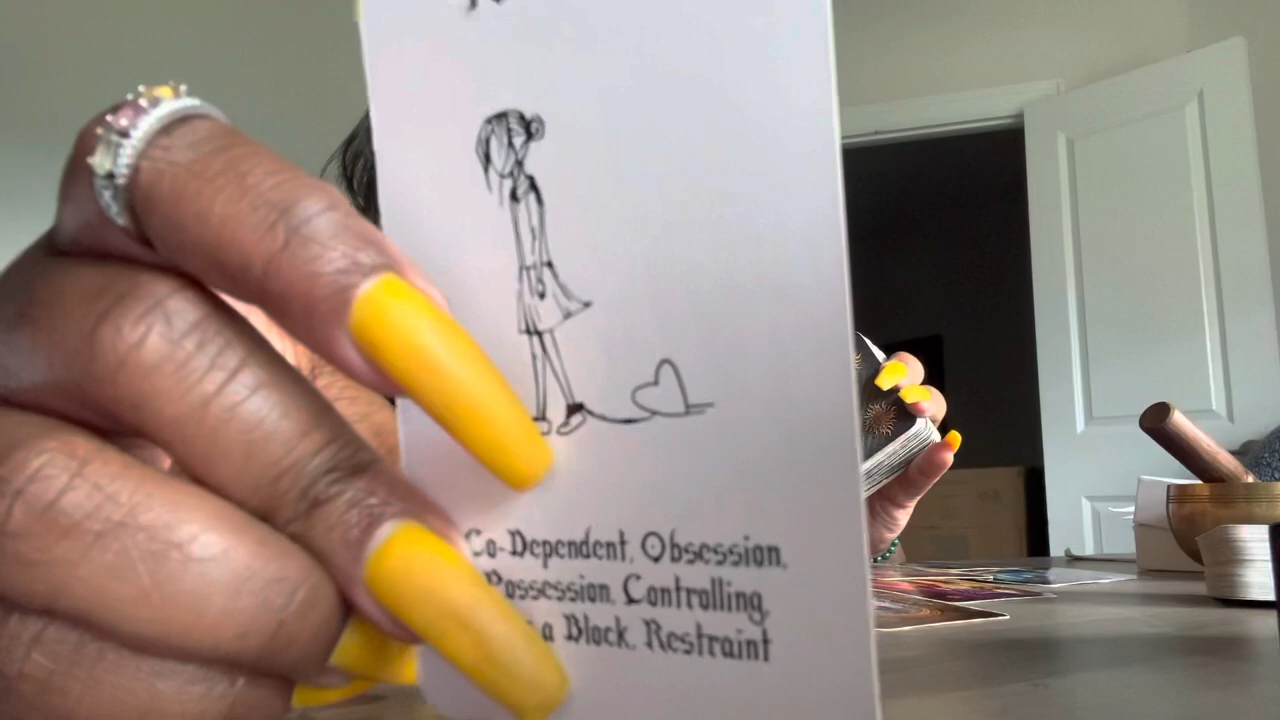 Co-Dependent, Obsession,
Possession, Controlling,
a Block, Restraint